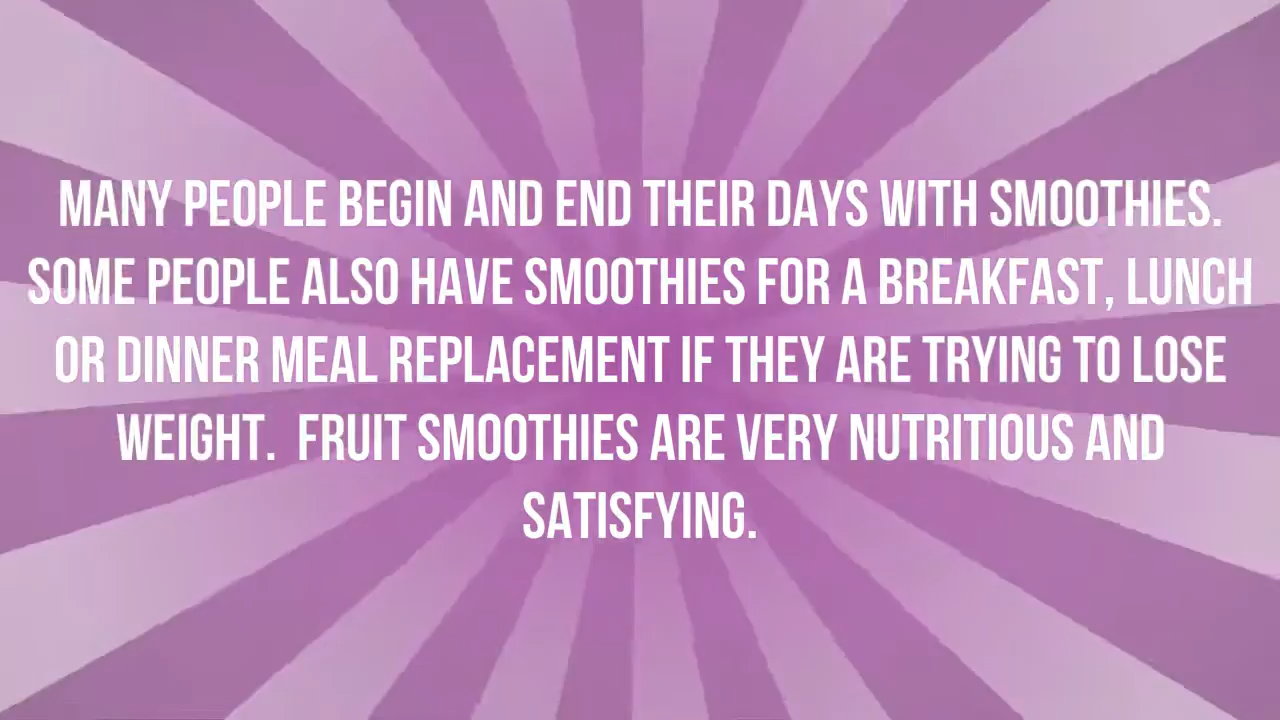 MANY PEOPLE BEGIN AND END THEIR DAYS WITH SMOOTHIES.
SOME PEOPLE ALSO HAVE SMOOTHIES FOR A BREAKFAST, LUNCH
OR DINNER MEAL REPLACEMENT IF THEY ARE TRYING TO LOSE
WEIGHT.  FRUIT SMOOTHIES ARE VERY NUTRITIOUS AND
SATISFYING.